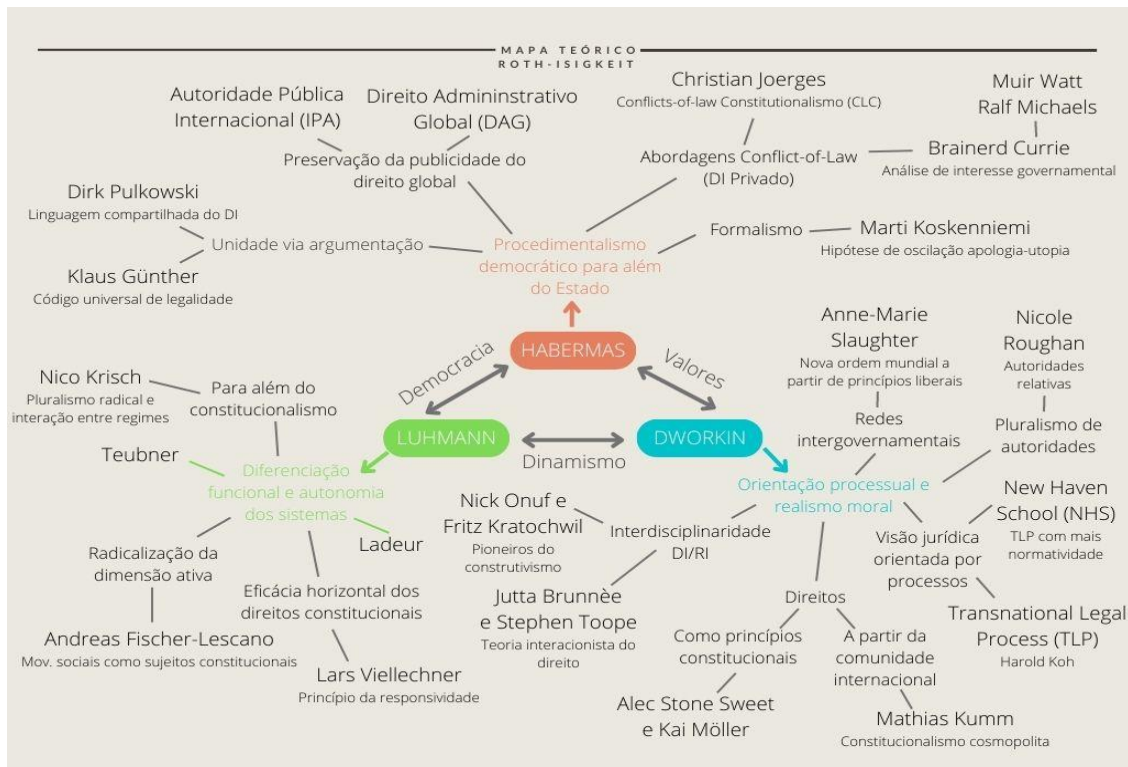 MAPA TEÓRICO
ROTH-ISIGKEIT
Autoridade Pública
Internacional (IPA)
Direito Admininstrativo
Global (DAG)
Preservação da publicidade do
direito global
Christian Joerges
Conflicts-of-law Constitutionalismo (CLC)
Muir Watt
Ralf Michaels
Abordagens Conflict-of-Law
(DI Privado)
Brainerd Currie
Análise de interesse governamental
Dirk Pulkowski
Linguagem compartilhada do DI
Unidade via argumentação
Klaus Günther
Código universal de legalidade
Procedimentalismo
democrático para além
do Estado
Formalismo
Marti Koskenniemi
Hipótese de oscilação apologia-utopia
HABERMAS
Democracia
Valores
LUHMANN
DWORKIN
Dinamismo
Nico Krisch
Pluralismo radical e
interação entre regimes
Para além do
constitucionalismo
Teubner
Diferenciação
funcional e autonomia
dos sistemas
Ladeur
Radicalização da
dimensão ativa
Andreas Fischer-Lescano
Mov. sociais como sujeitos constitucionais
Eficácia horizontal dos
direitos constitucionais
Lars Viellechner
Princípio da responsividade
Anne-Marie
Slaughter
Nova ordem mundial a
partir de princípios liberais
Redes
intergovernamentais
Nicole
Roughan
Autoridades
relativas
Pluralismo de
autoridades
Orientação processual e
realismo moral
Nick Onuf e
Fritz Kratochwil
Pioneiros do
construtivismo
Interdisciplinaridade
DI/RI
Jutta Brunnèe
e Stephen Toope
Teoria interacionista do
direito
Visão jurídica
orientada por
processos
New Haven
School (NHS)
TLP com mais
normatividade
Transnational Legal
Process (TLP)
Harold Koh
Direitos
Como princípios
constitucionais
Alec Stone Sweet
e Kai Möller
A partir da
comunidade
internacional
Mathias Kumm
Constitucionalismo cosmopolita